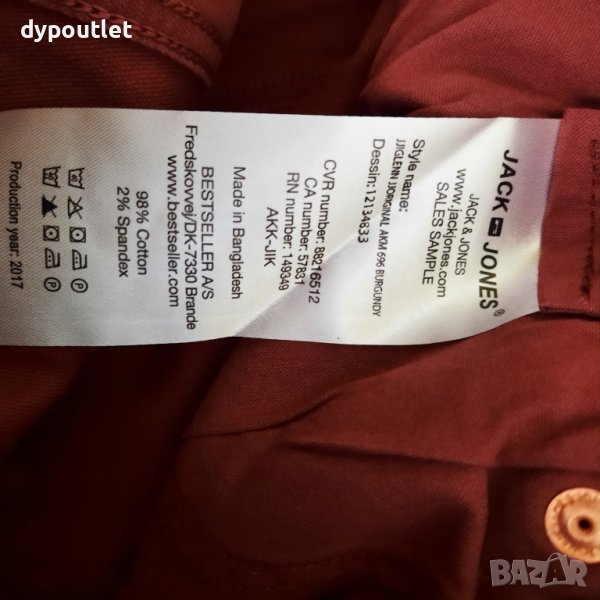 dypoutlet
JACK JONES®
JACK & JONES
www.jackjones.com
SALES SAMPLE
Style name:
JJIGLENN JJORIGINAL AKM 696 BURGUNDY
Dessin:12134833
CVR number: 88216512
CA number: 57831
RN number: 149349
AKK-JIK
Made in Bangladesh
BESTSELLER A/S
Fredskovvej/DK-7330 Brande
www.bestseller.com
98% Cotton
2% Spandex
Production year: 2017
BAZAR